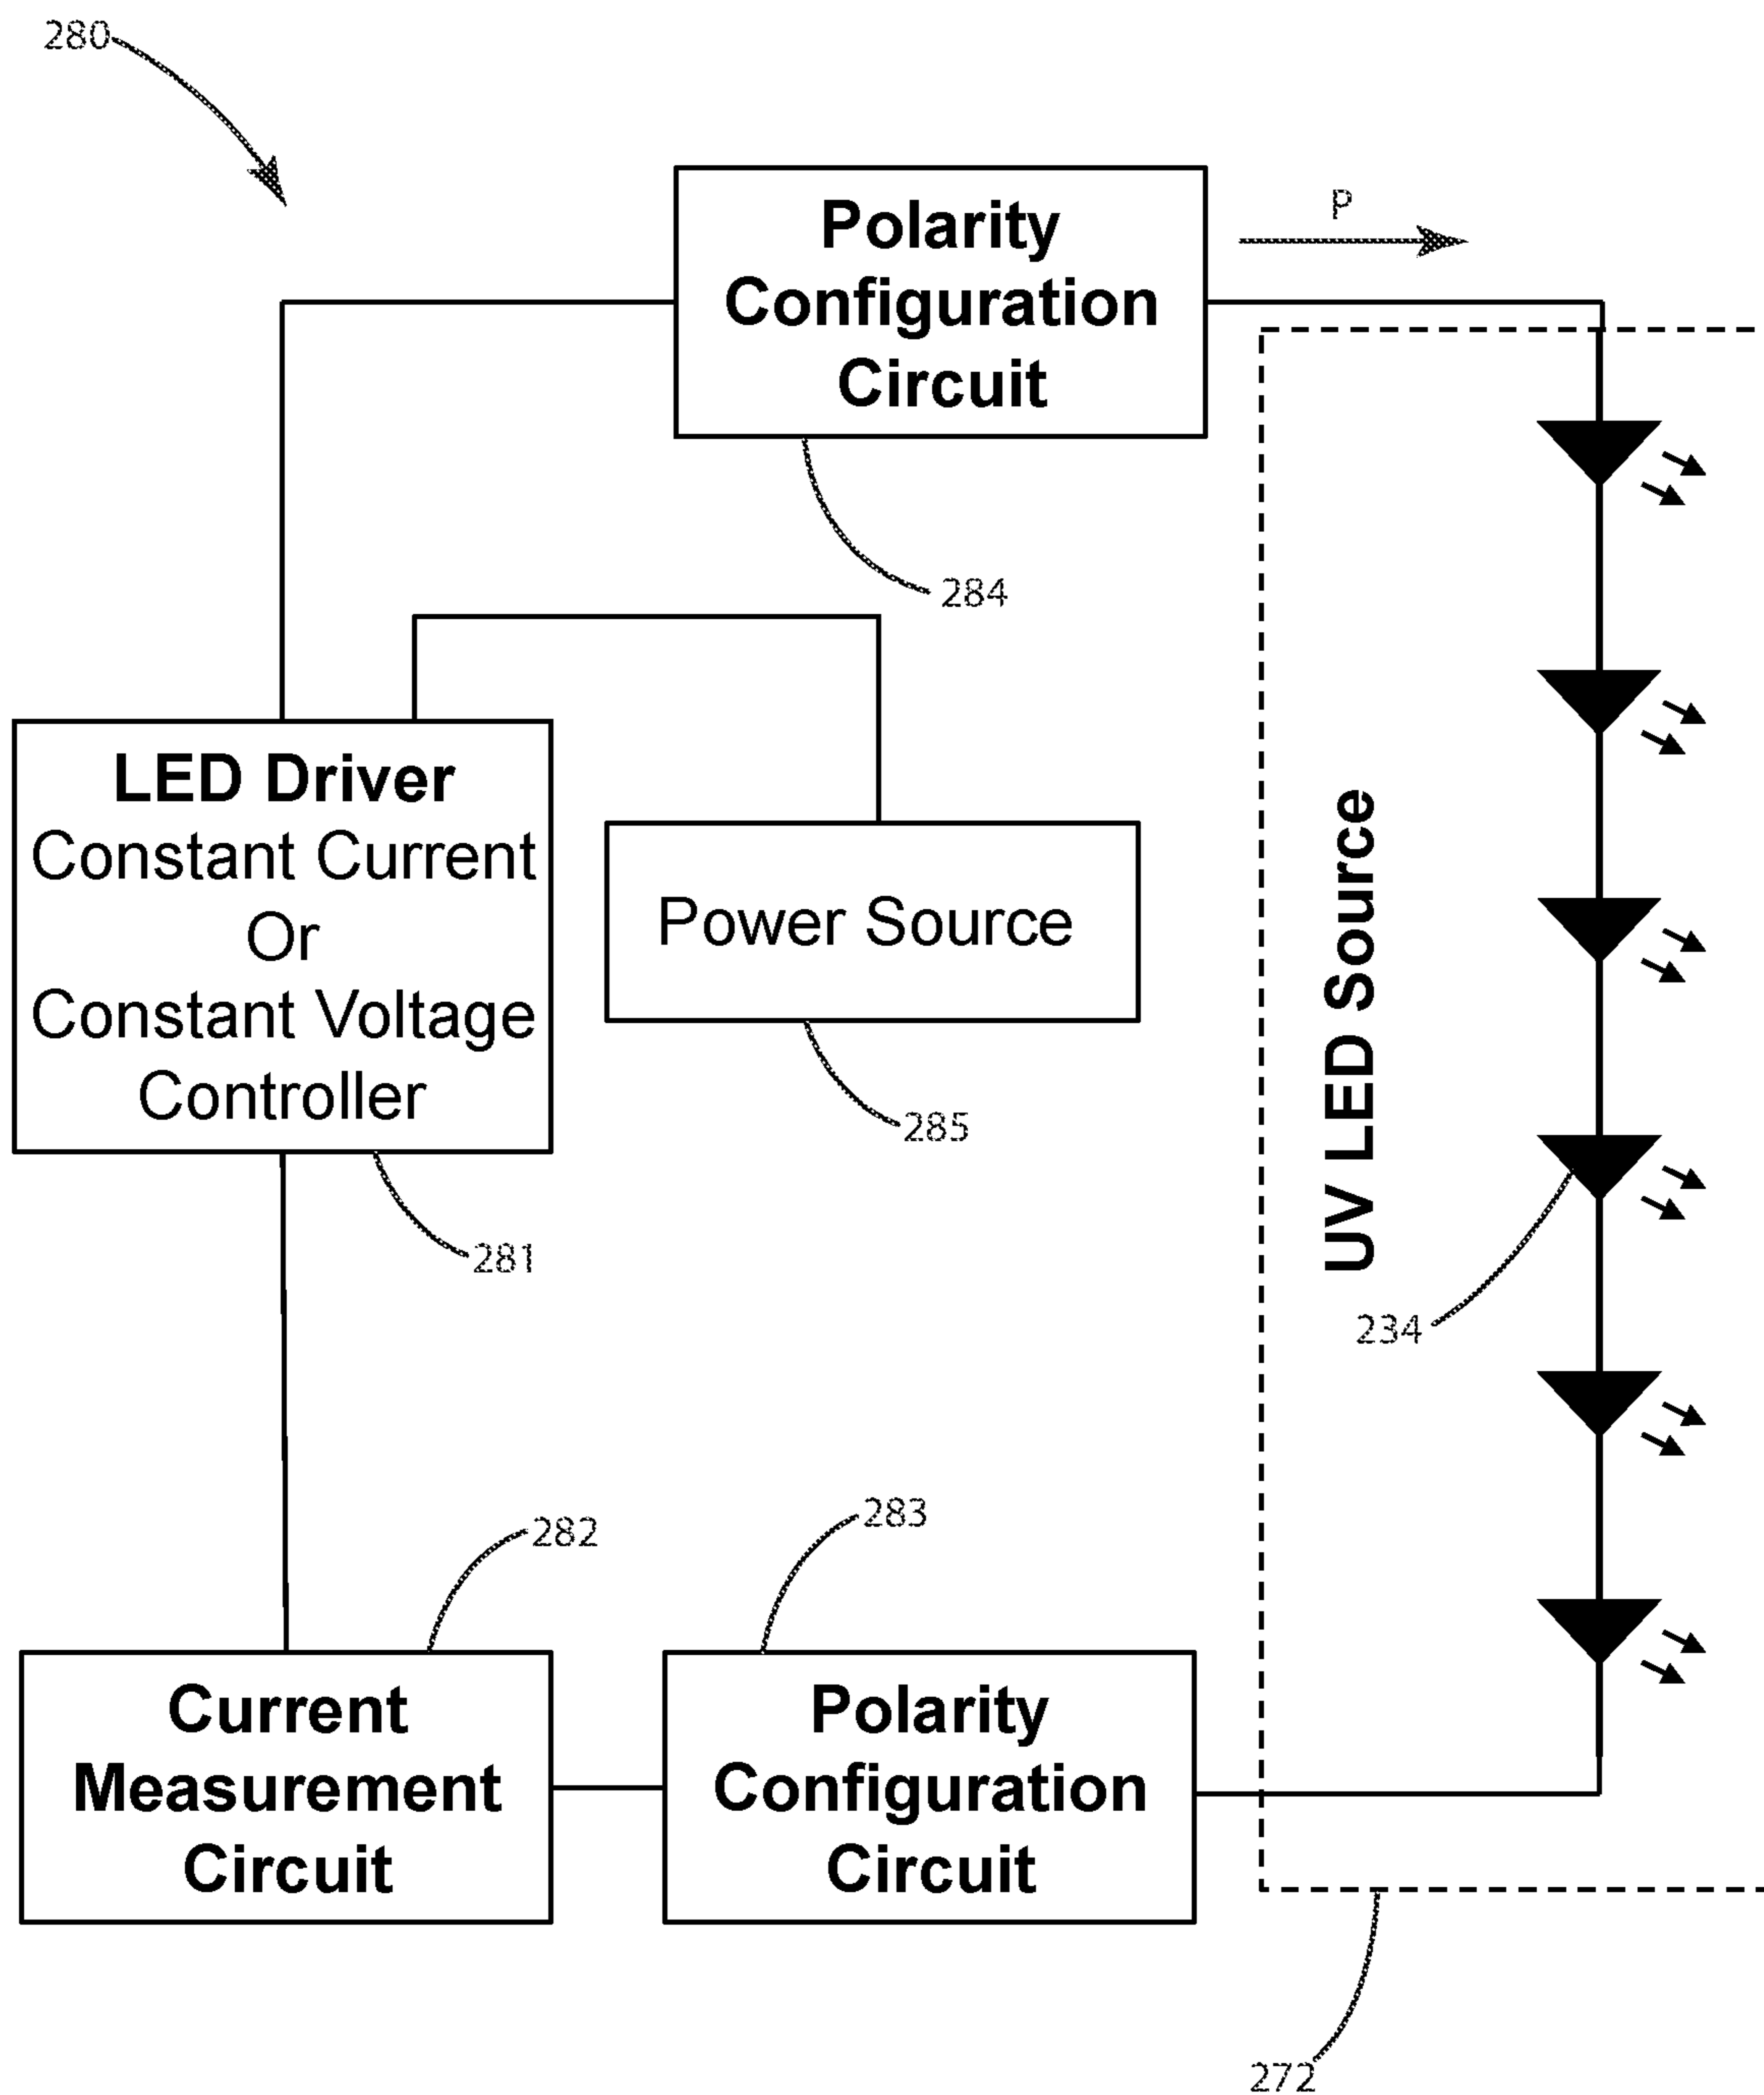 280
Polarity
Configuration
Circuit
P
284
LED Driver
Constant Current
Or
Constant Voltage
Controller
Power Source
285
281
UV LED Source
234
282
283
Current
Measurement
Circuit
Polarity
Configuration
Circuit
272